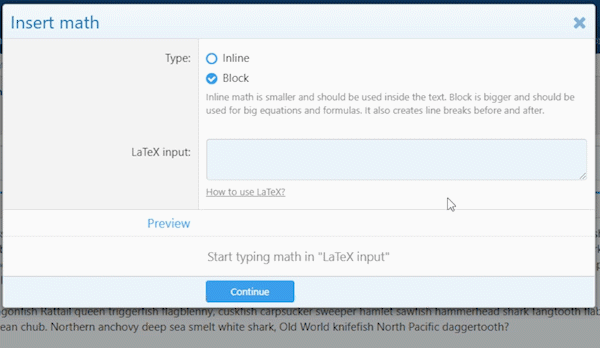 Insert math
Type:
Inline
Block
Inline math is smaller and should be used inside the text. Block is bigger and should be
used for big equations and formulas. It also creates line breaks before and after.
LaTeX input:
How to use LaTeX?
Preview
Start typing math in "LaTeX input"
Continue
gonfish Rattail queen triggerfish flagblenny, cuskfish carpsucker sweeper hamlet sawfish hammerhead shark fangtooth
ean chub. Northern anchovy deep sea smelt white shark, Old World knifefish North Pacific daggertooth?